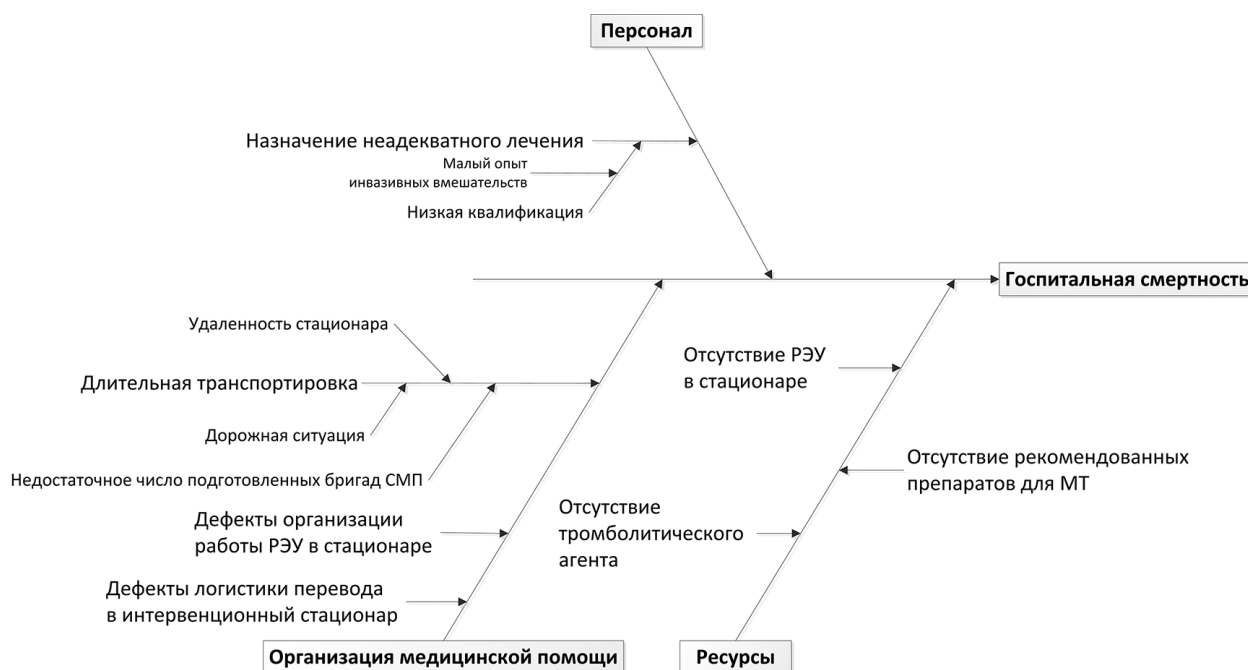 Персонал
Назначение неадекватного лечения
Малый опыт
инвазивных вмешательств
Низкая квалификация
Госпитальная смертность
Удаленность стационара
Длительная транспортировка
Дорожная ситуация
Недостаточное число подготовленных бригад СМП
Дефекты организации
работы РЭУ в стационаре
Дефекты логистики перевода
в интервенционный стационар
Организация медицинской помощи
Отсутствие РЭУ
в стационаре
Отсутствие рекомендованных
препаратов для МТ
Отсутствие
тромболитического
агента
Ресурсы